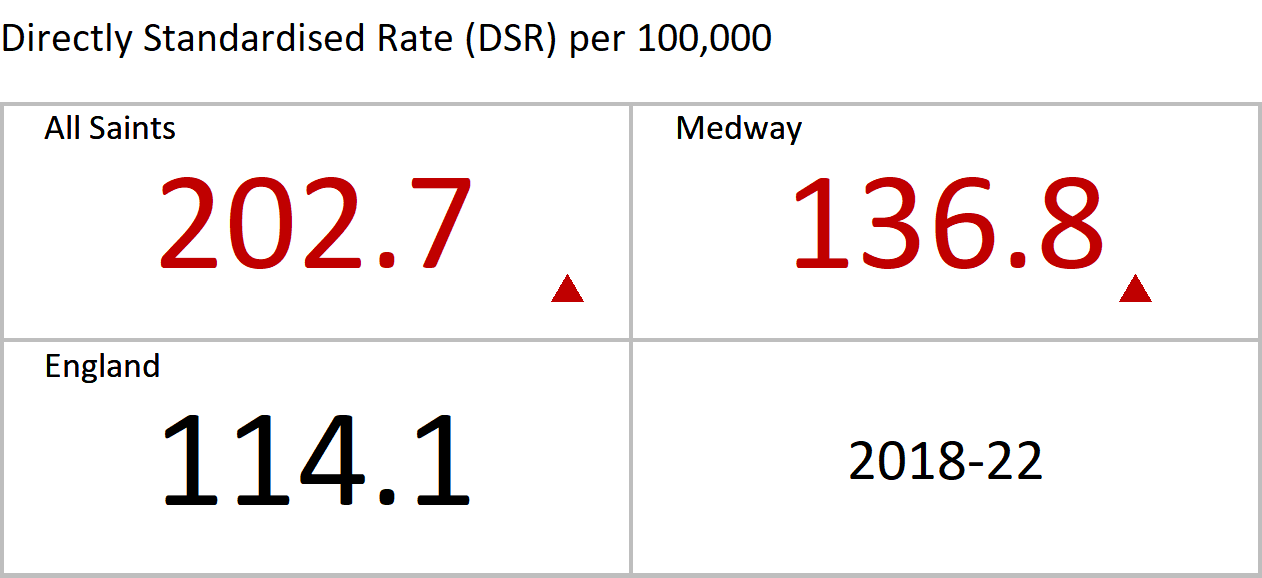 Directly Standardised Rate (DSR) per 100,000
All Saints
202.7
Medway
136.8
England
114.1
2018-22